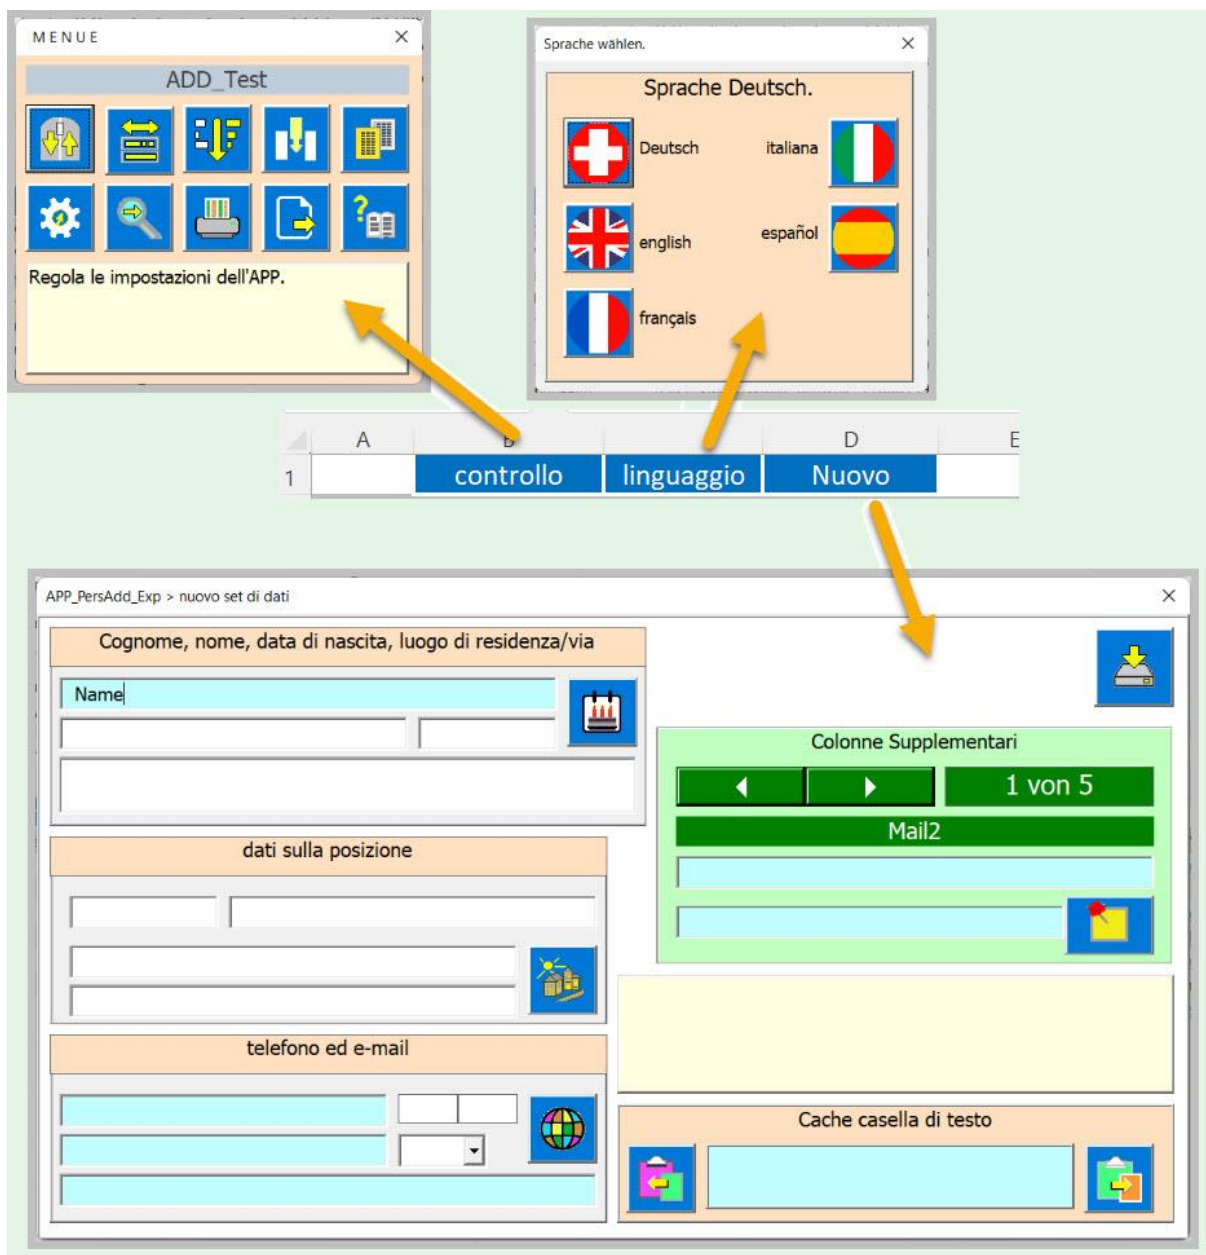 MENUE
ADD_Test
Regola le impostazioni dell'APP.
Sprache wählen.
Sprache Deutsch.
Deutsch
italiana
english
español
français
A
D
E
1
controllo
linguaggio
Nuovo
APP_PersAdd_Exp > nuovo set di dati
Cognome, nome, data di nascita, luogo di residenza/via
Name
Colonne Supplementari
1 von 5
Mail2
dati sulla posizione
telefono ed e-mail
Cache casella di testo